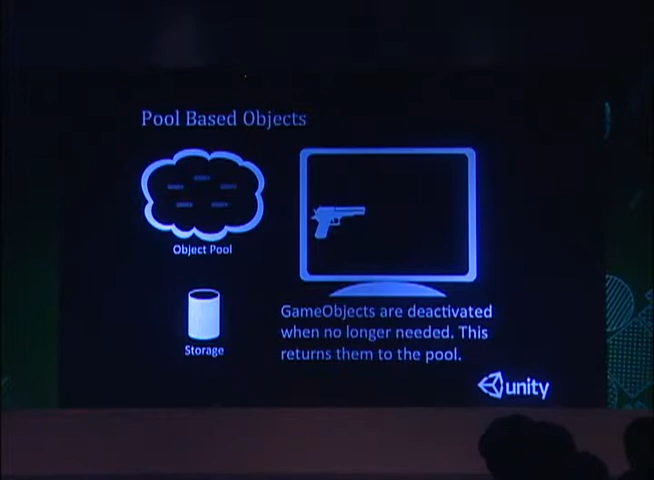 Pool Based Objects
Object Pool
Storage
GameObjects are deactivated
when no longer needed. This
returns them to the pool.
unity